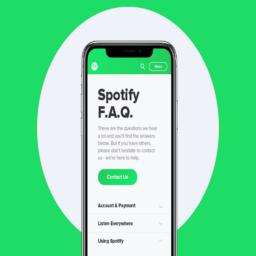 Menu
Spotify
F.A.Q.
These are the questions we hear
a lot and you'll find the answers
below. But if you have others,
please don't hesitate to contact
us - we're here to help.
Contact Us
Account & Payment
Listen Everywhere
Using Spotify